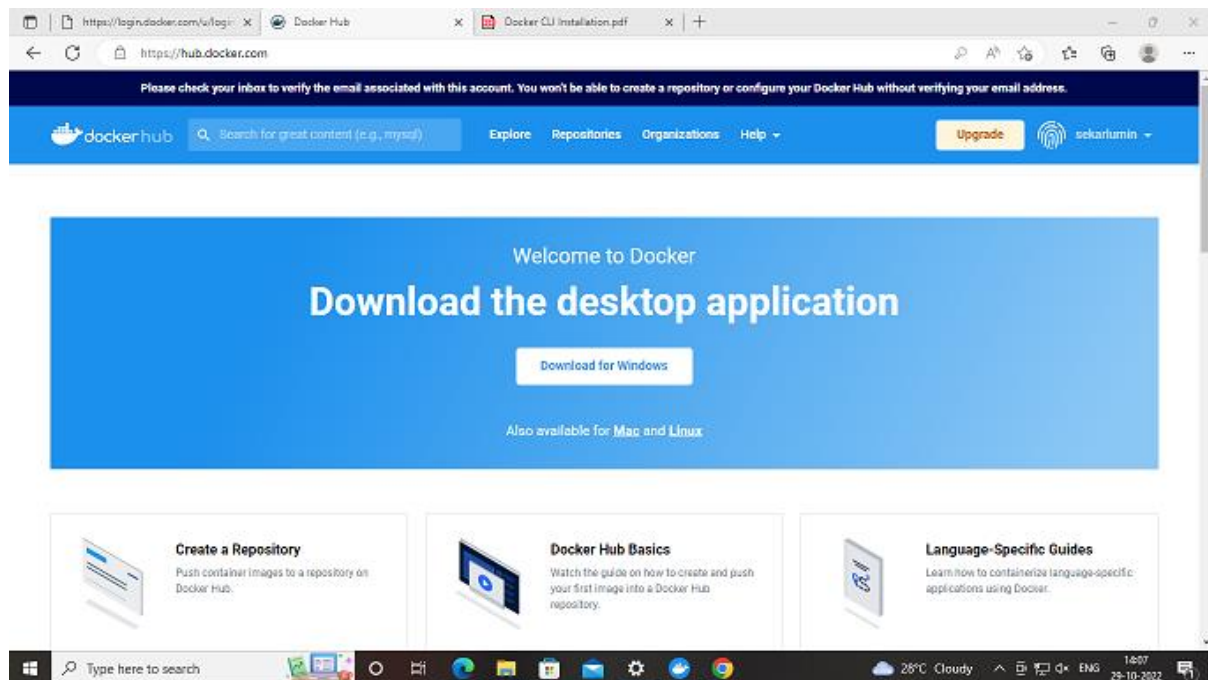 https://login.docker.com/u/logi
Docker Hub
Docker CLI Installation.pdf
https://hub.docker.com
Please check your inbox to verify the email associated with this account. You won't be able to create a repository or configure your Docker Hub without verifying your email address.
dockerhub
Search for great content (e.g., mysql)
Explore Repositories Organizations Help
Upgrade
sekarlumin
Welcome to Docker
Download the desktop application
Download for Windows
Also available for Mac and Linux
Create a Repository
Push container images to a repository on
Docker Hub.
Docker Hub Basics
Watch the guide on how to create and push
your first image into a Docker Hub
repository.
Language-Specific Guides
Learn how to containerize language-specific
applications using Docker.
Type here to search
28°C Cloudy
ENG
14:07
29-10-2022